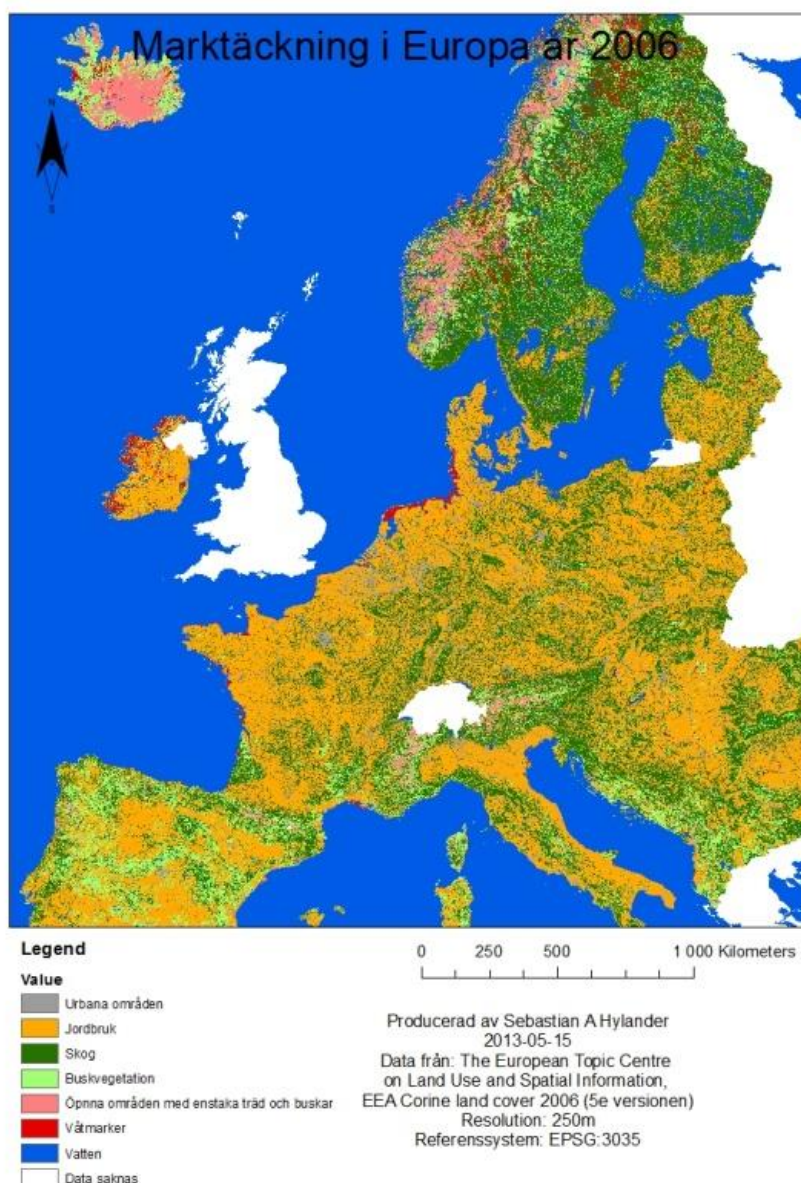 Marktäckning i Europa år 2006
N
S
Legend
Value
Urbana områden
Jordbruk
Skog
Buskvegetation
Öpnna områden med enstaka träd och buskar
Våtmarker
Vatten
Data saknas
0 250 500 1 000 Kilometers
Producerad av Sebastian A Hylander
2013-05-15
Data från: The European Topic Centre
on Land Use and Spatial Information,
EEA Corine land cover 2006 (5e versionen)
Resolution: 250m
Referenssystem: EPSG:3035